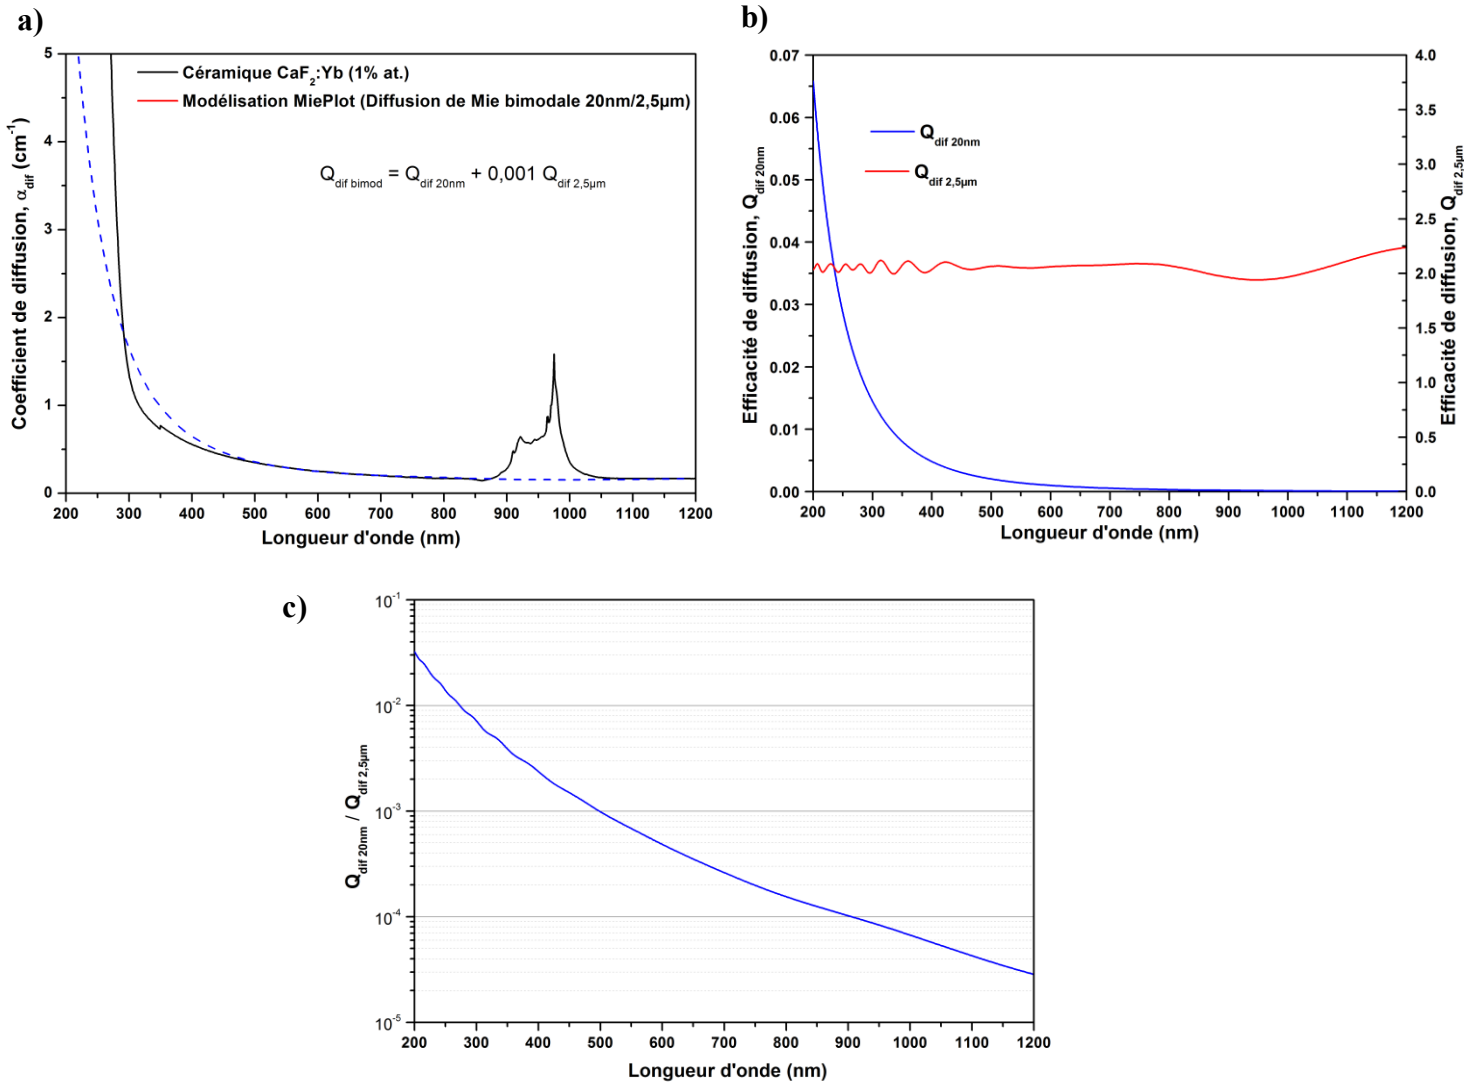 a)
5
4
3
2
1
0
200 300 400 500 600 700 800 900 1000 1100 1200
Longueur d'onde (nm)
Coefficient de diffusion, α dif (cm-1)
Céramique CaF2:Yb (1% at.)
Modélisation MiePlot (Diffusion de Mie bimodale 20nm/2,5µm)
Qdif bimod = Qdif 20nm + 0,001 Qdif 2,5µm
b)
0.07
0.06
0.05
0.04
0.03
0.02
0.01
0.00
200 300 400 500 600 700 800 900 1000 1100 1200
Longueur d'onde (nm)
Efficacité de diffusion, Qdif 20nm
Qdif 20nm
Qdif 2,5µm
4.0
3.5
3.0
2.5
2.0
1.5
1.0
0.5
0.0
Efficacité de diffusion, Qdif 2,5µm
c)
10-1
10-2
10-3
10-4
10-5
200 300 400 500 600 700 800 900 1000 1100 1200
Longueur d'onde (nm)
Qdif 20nm / Qdif 2,5µm